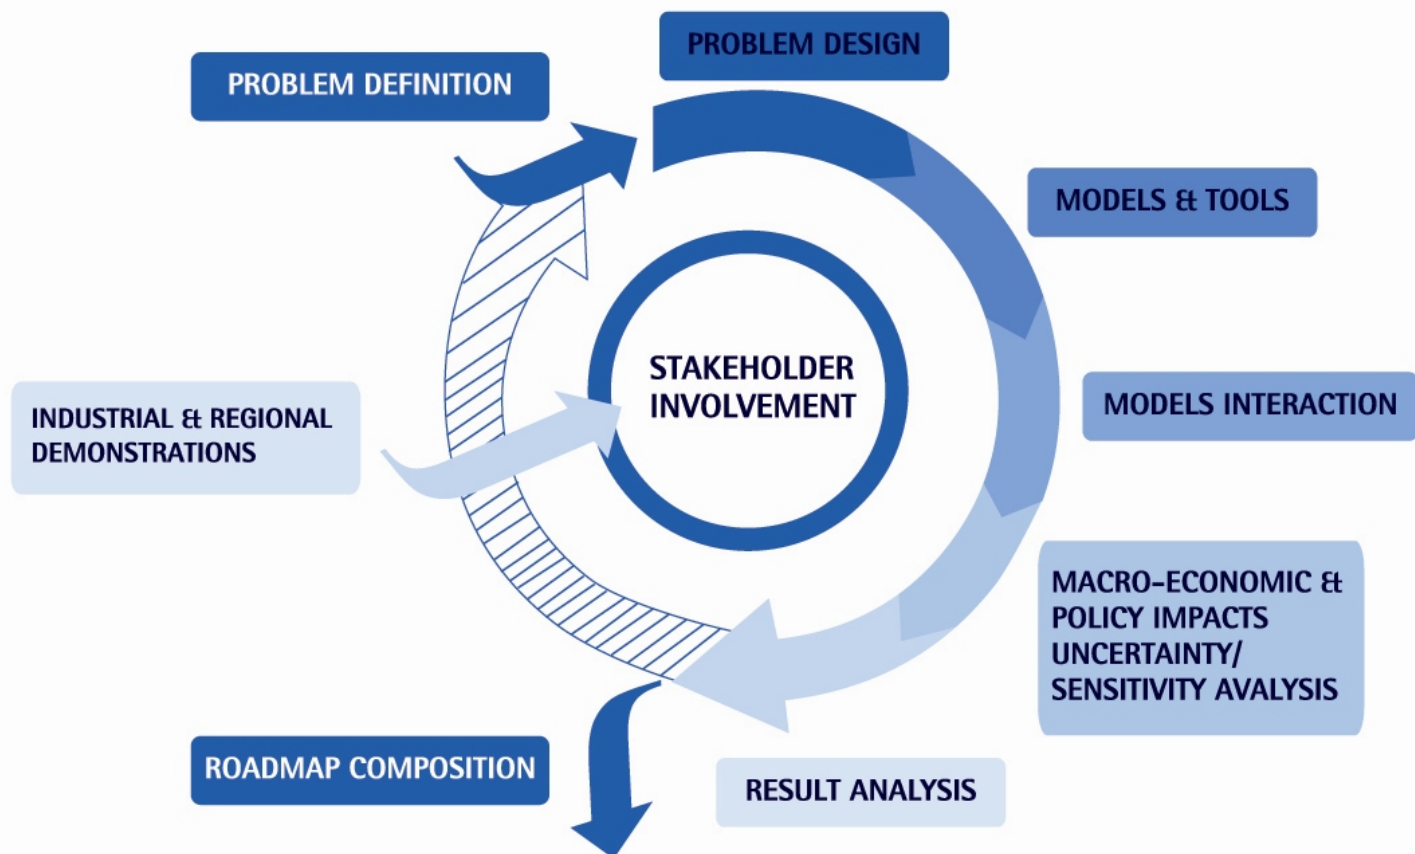 PROBLEM DESIGN
PROBLEM DEFINITION
MODELS & TOOLS
STAKEHOLDER
INVOLVEMENT
MODELS INTERACTION
INDUSTRIAL & REGIONAL
DEMONSTRATIONS
MACRO-ECONOMIC &
POLICY IMPACTS
UNCERTAINTY/
SENSITIVITY AVALYSIS
ROADMAP COMPOSITION
RESULT ANALYSIS